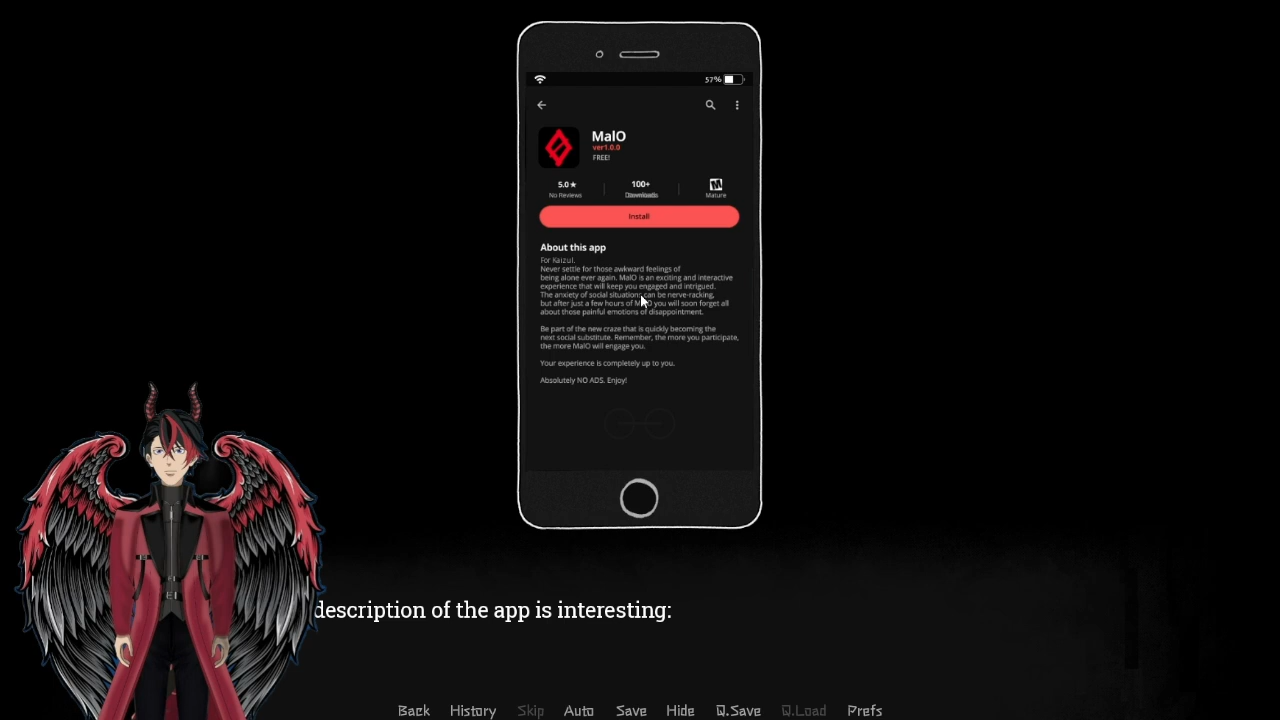 57%
MalO
ver1.0.0
FREE!
5.0★ 100+ M
No Reviews Downloads Mature
Install
About this app
For Kaizul.
Never settle for those awkward feelings of
being alone ever again. MalO is an exciting and interactive
experience that will keep you engaged and intrigued.
The anxiety of social situations can be nerve-racking,
but after just a few hours of MalO you will soon forget all
about those painful emotions of disappointment.
Be part of the new craze that is quickly becoming the
next social substitute. Remember, the more you participate,
the more MalO will engage you.
Your experience is completely up to you.
Absolutely NO ADS. Enjoy!
description of the app is interesting:
Back History Skip Auto Save Hide Q.Save Q.Load Prefs